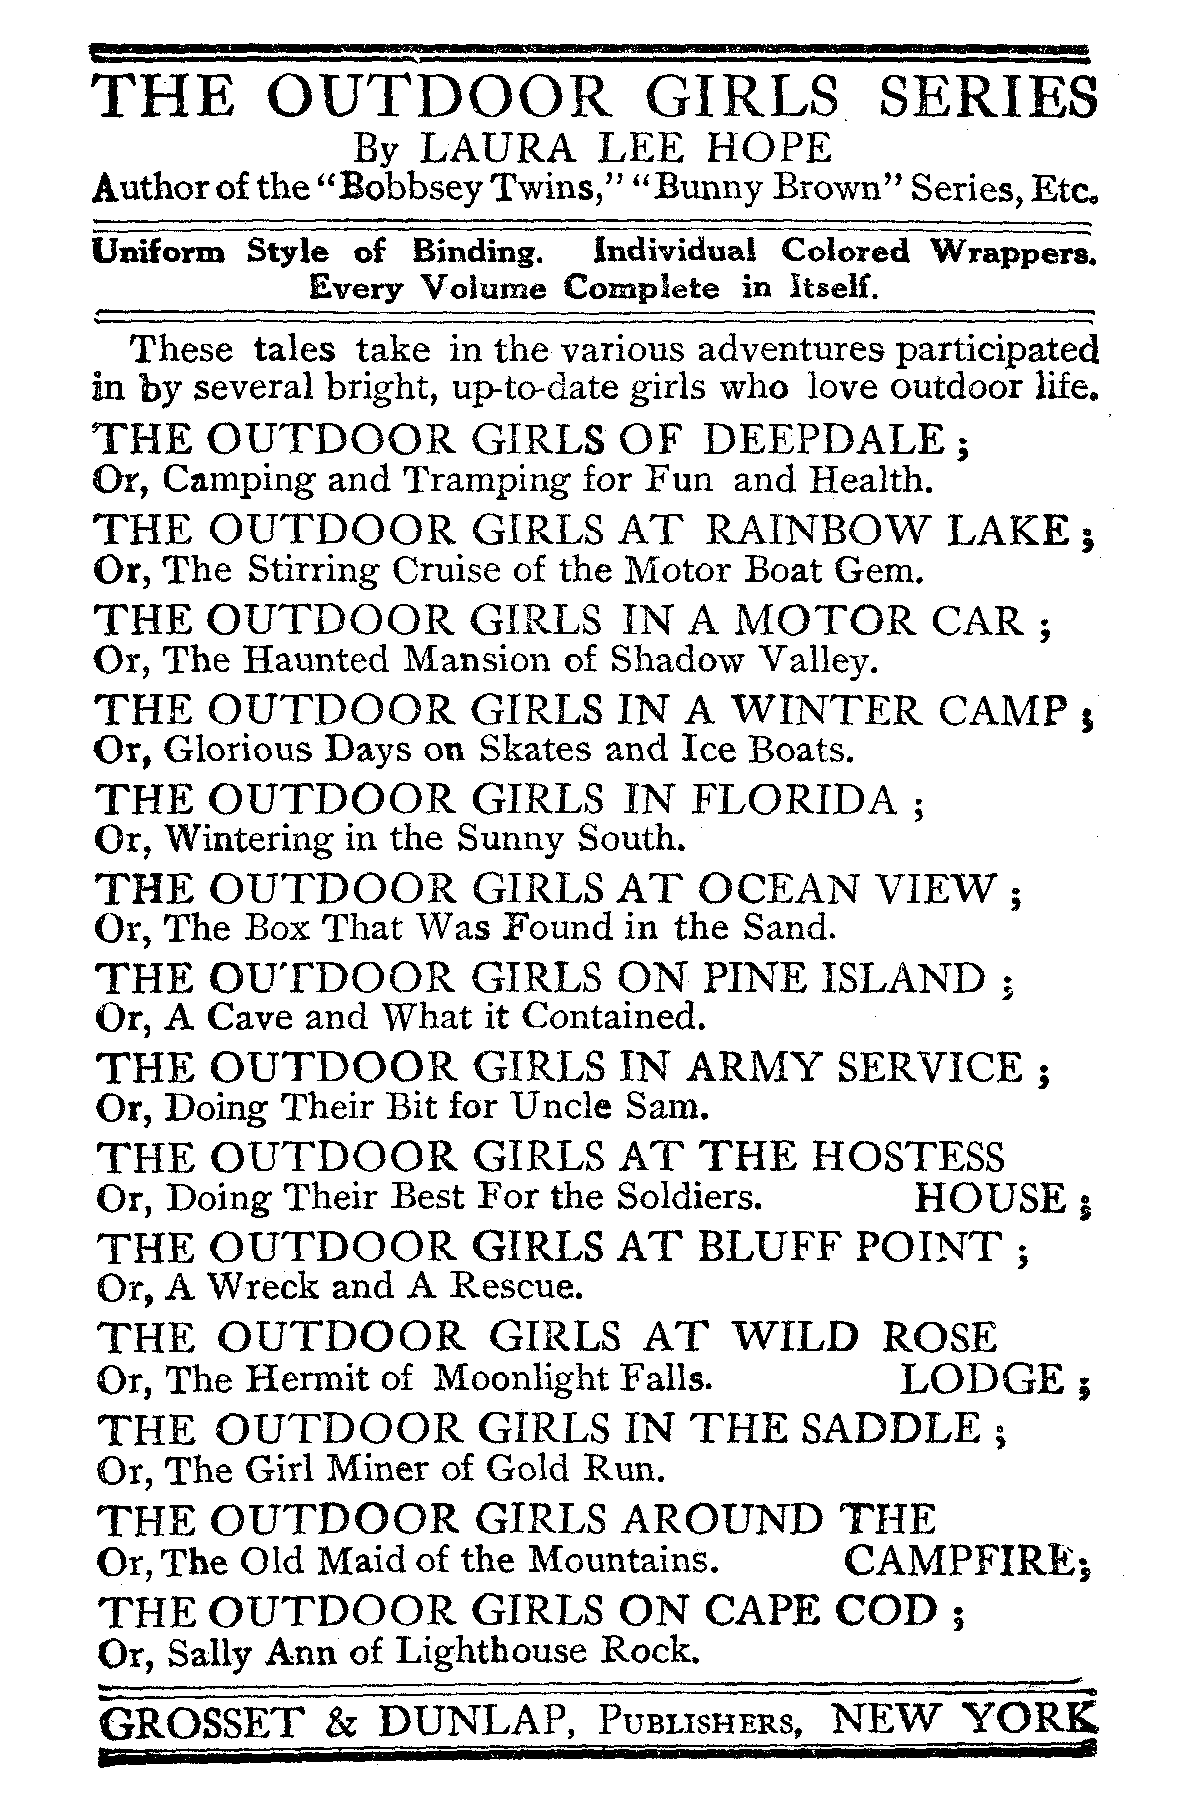 THE OUTDOOR GIRLS SERIES
By LAURA LEE HOPE
Author of the "Bobbsey Twins," "Bunny Brown" Series, Etc.
Uniform Style of Binding. Individual Colored Wrappers.
Every Volume Complete in Itself.
These tales take in the various adventures participated
in by several bright, up-to-date girls who love outdoor life.
THE OUTDOOR GIRLS OF DEEPDALE;
Or, Camping and Tramping for Fun and Health.
THE OUTDOOR GIRLS AT RAINBOW LAKE;
Or, The Stirring Cruise of the Motor Boat Gem.
THE OUTDOOR GIRLS IN A MOTOR CAR;
Or, The Haunted Mansion of Shadow Valley.
THE OUTDOOR GIRLS IN A WINTER CAMP;
Or, Glorious Days on Skates and Ice Boats.
THE OUTDOOR GIRLS IN FLORIDA;
Or, Wintering in the Sunny South.
THE OUTDOOR GIRLS AT OCEAN VIEW;
Or, The Box That Was Found in the Sand.
THE OUTDOOR GIRLS ON PINE ISLAND;
Or, A Cave and What it Contained.
THE OUTDOOR GIRLS IN ARMY SERVICE;
Or, Doing Their Bit for Uncle Sam.
THE OUTDOOR GIRLS AT THE HOSTESS
Or, Doing Their Best For the Soldiers. HOUSE;
THE OUTDOOR GIRLS AT BLUFF POINT;
Or, A Wreck and A Rescue.
THE OUTDOOR GIRLS AT WILD ROSE
Or, The Hermit of Moonlight Falls. LODGE;
THE OUTDOOR GIRLS IN THE SADDLE;
Or, The Girl Miner of Gold Run.
THE OUTDOOR GIRLS AROUND THE
Or, The Old Maid of the Mountains. CAMPFIRE;
THE OUTDOOR GIRLS ON CAPE COD;
Or, Sally Ann of Lighthouse Rock.
GROSSET & DUNLAP, PUBLISHERS, NEW YORK